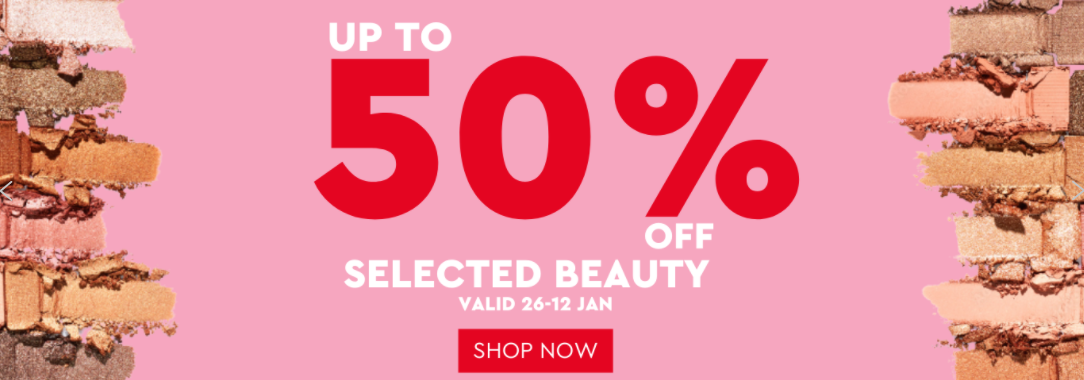 UP TO
50%
OFF
SELECTED BEAUTY
VALID 26-12 JAN
SHOP NOW